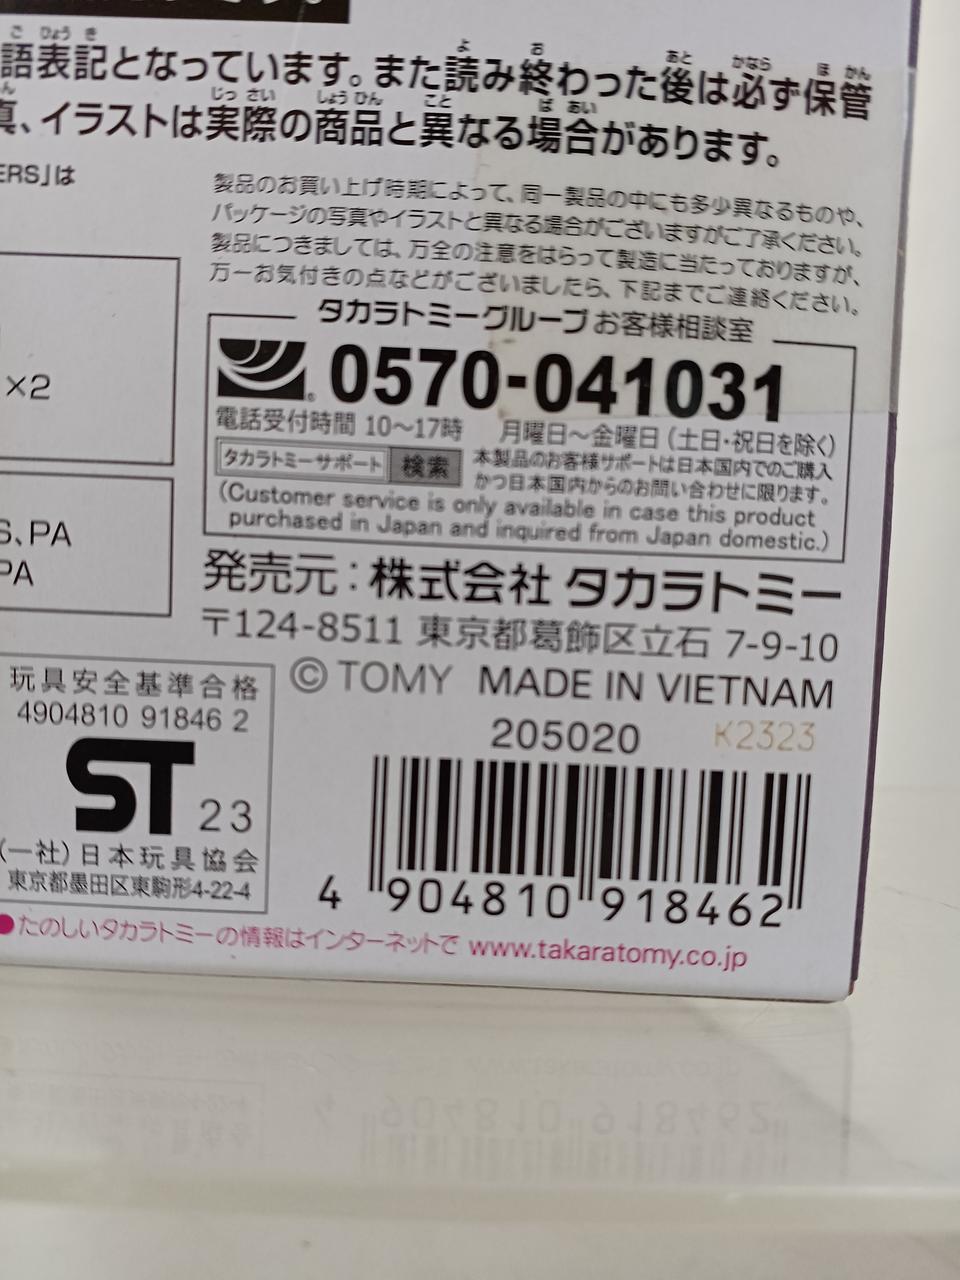 語表記となっています。また読み終わった後は必ず保管
真、イラストは実際の商品と異なる場合があります。
ERS」は
製品のお買い上げ時期によって、同一製品の中にも多少異なるものや、
パッケージの写真やイラストと異なる場合がございますがご了承ください。
製品につきましては、万全の注意をはらって製造に当たっておりますが、
万一お気付きの点などがございましたら、下記までご連絡ください。
タカラトミーグループお客様相談室
0570-041031
電話受付時間 10〜17時 月曜日〜金曜日（土日・祝日を除く）
タカラトミーサポート 検索
本製品のお客様サポートは日本国内でのご購入
かつ日本国内からのお問い合わせに限ります。
(Customer service is only available in case this product
purchased in Japan and inquired from Japan domestic.)
×2
S、PA
PA
発売元：株式会社 タカラトミー
〒124-8511 東京都葛飾区立石 7-9-10
© TOMY MADE IN VIETNAM
205020 K2323
玩具安全基準合格
4904810 91846 2
ST 23
(一社)日本玩具協会
東京都墨田区東駒形4-22-4
4 904810 918462
●たのしいタカラトミーの情報はインターネットで www.takaratomy.co.jp